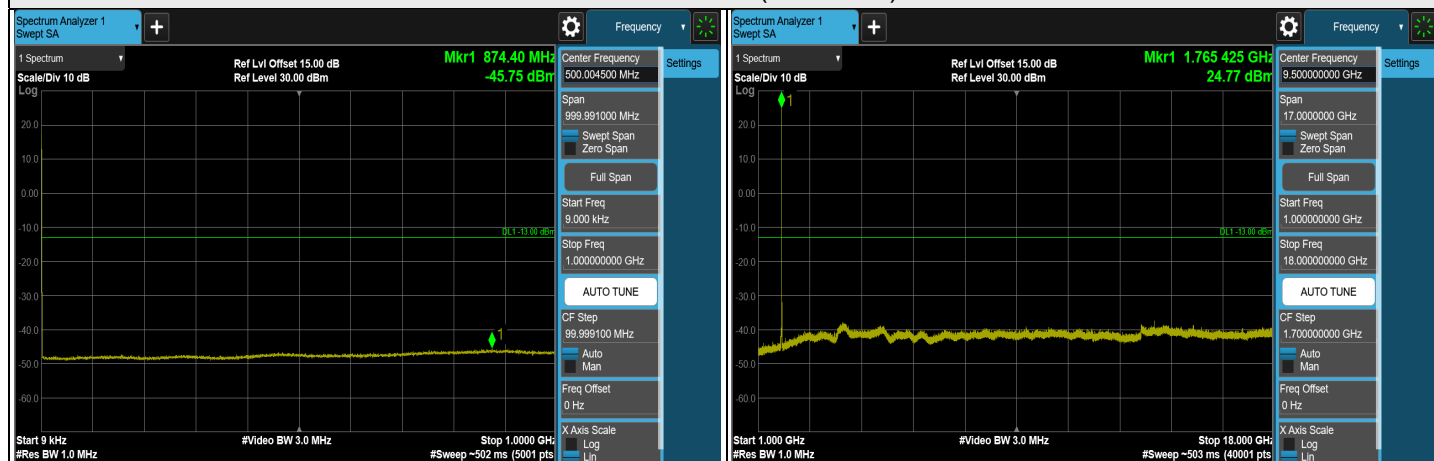 Spectrum Analyzer 1
Swept SA
+
Frequency
1 Spectrum
Ref Lvl Offset 15.00 dB
Mkr1 874.40 MHz
Scale/Div 10 dB
Ref Level 30.00 dBm
-45.75 dBm
Log
20.0
10.0
0.00
-10.0
-20.0
-30.0
-40.0
-50.0
-60.0
DL1 -13.00 dBm
1
Start 9 kHz
#Video BW 3.0 MHz
Stop 1.0000 GHz
#Res BW 1.0 MHz
#Sweep ~502 ms (5001 pts
Center Frequency
500.004500 MHz
Settings
Span
999.991000 MHz
Swept Span
Zero Span
Full Span
Start Freq
9.000 kHz
Stop Freq
1.000000000 GHz
AUTO TUNE
CF Step
99.999100 MHz
Auto
Man
Freq Offset
0 Hz
X Axis Scale
Log
Lin
Spectrum Analyzer 1
Swept SA
+
Frequency
1 Spectrum
Ref Lvl Offset 15.00 dB
Mkr1 1.765 425 GHz
Scale/Div 10 dB
Ref Level 30.00 dBm
24.77 dBm
Log
1
20.0
10.0
0.00
-10.0
-20.0
-30.0
-40.0
-50.0
-60.0
DL1 -13.00 dBm
Start 1.000 GHz
#Video BW 3.0 MHz
Stop 18.000 GHz
#Res BW 1.0 MHz
#Sweep ~503 ms (40001 pts
Center Frequency
9.500000000 GHz
Settings
Span
17.0000000 GHz
Swept Span
Zero Span
Full Span
Start Freq
1.000000000 GHz
Stop Freq
18.000000000 GHz
AUTO TUNE
CF Step
1.700000000 GHz
Auto
Man
Freq Offset
0 Hz
X Axis Scale
Log
Lin